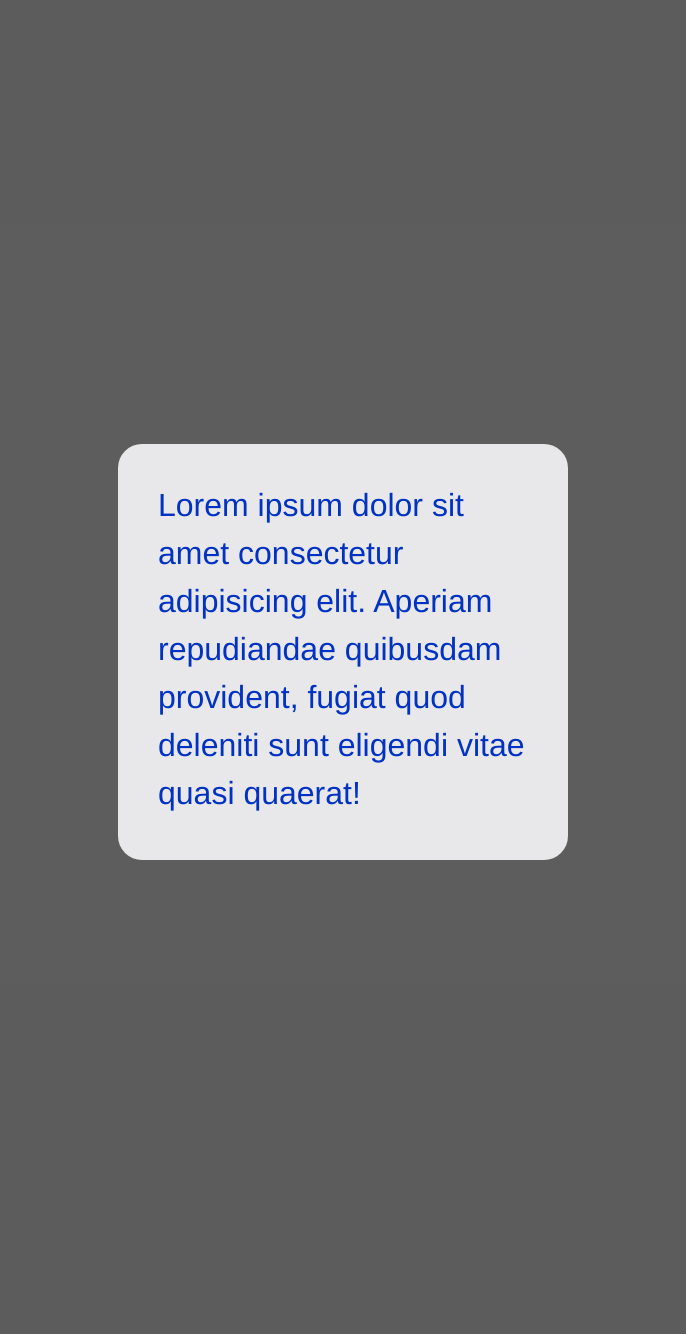 Lorem ipsum dolor sit
amet consectetur
adipisicing elit. Aperiam
repudiandae quibusdam
provident, fugiat quod
deleniti sunt eligendi vitae
quasi quaerat!